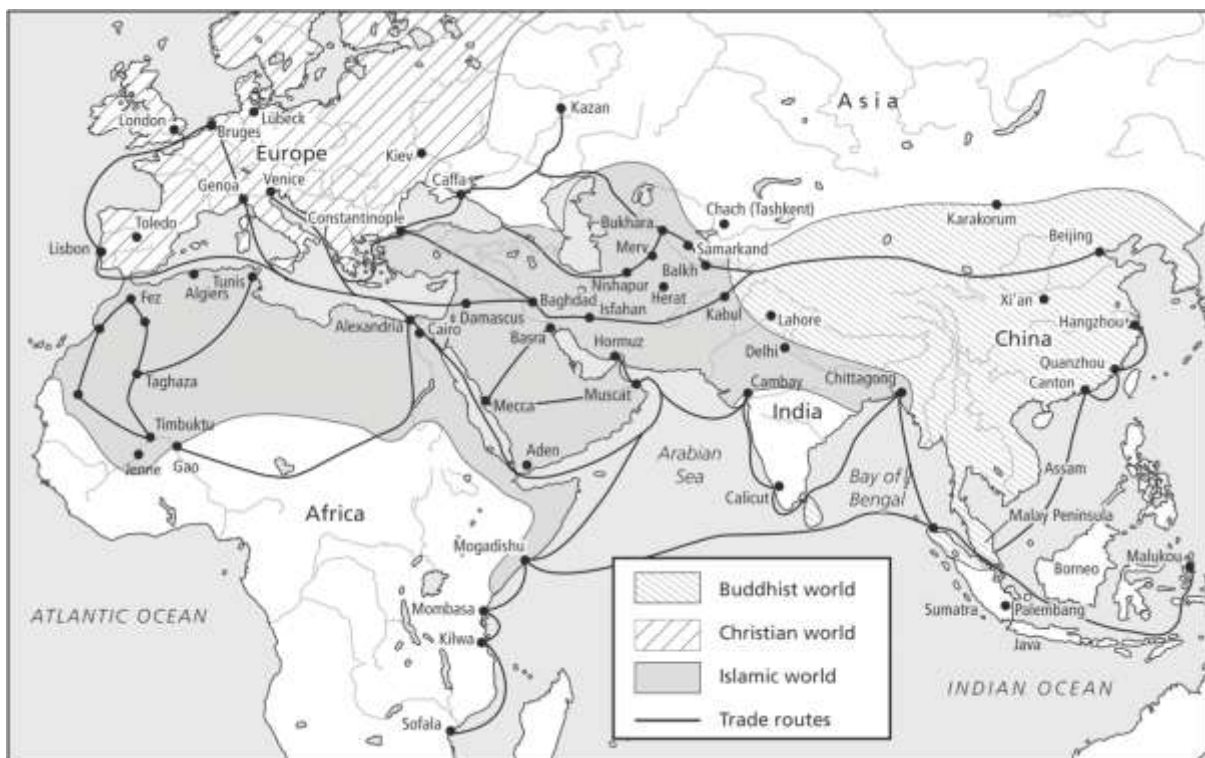 Asia
Kazan
London
Lübeck
Bruges
Europe
Kiev
Genoa
Venice
Caffa
Constantinople
Toledo
Lisbon
Bukhara
Chach (Tashkent)
Karakorum
Beijing
Merv
Samarkand
Balkh
Nishapur
Herat
Tunis
Algiers
Fez
Baghdad
Isfahan
Damascus
Kabul
Xi'an
Alexandria
Cairo
Basra
Hormuz
Lahore
China
Hangzhou
Delhi
Quanzhou
Taghaza
Mecca
Muscat
Cambay
Chittagong
Canton
India
Timbuktu
Jenne
Gao
Aden
Arabian
Sea
Calicut
Bay of
Bengal
Assam
Africa
Malay Peninsula
Mogadishu
Borneo
Malukou
ATLANTIC OCEAN
Mombasa
Kilwa
Sumatra
Palembang
Java
Sofala
INDIAN OCEAN
Buddhist world
Christian world
Islamic world
Trade routes